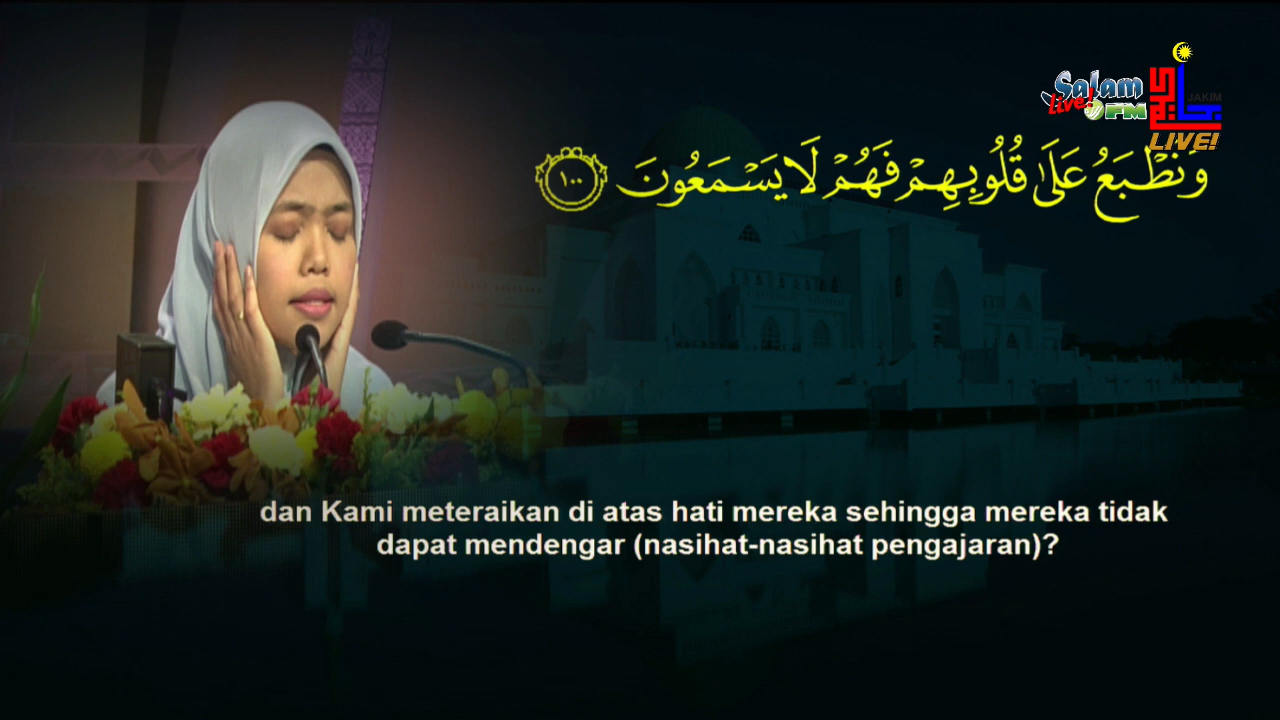 Salam
Live! FM
JAKIM
LIVE!
وَنَطْبَعُ عَلَىٰ قُلُوبِهِمْ فَهُمْ لَا يَسْمَعُونَ ١٠٠
dan Kami meteraikan di atas hati mereka sehingga mereka tidak
dapat mendengar (nasihat-nasihat pengajaran)?